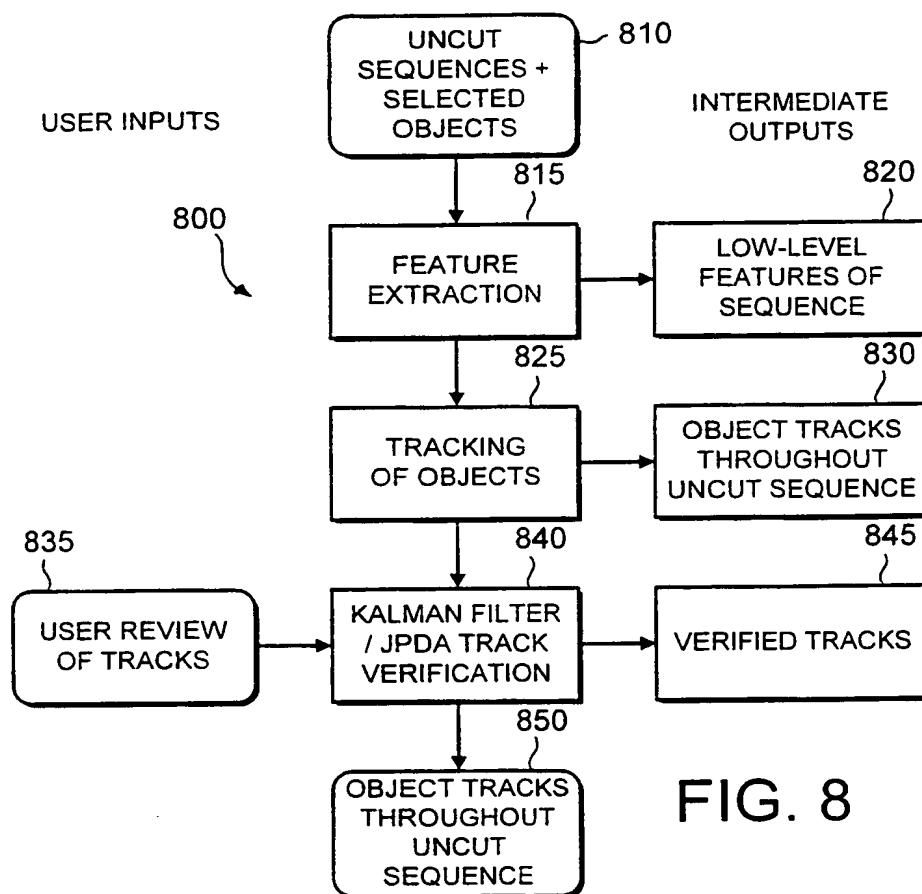 810
UNCUT
SEQUENCES +
SELECTED
OBJECTS
USER INPUTS
INTERMEDIATE
OUTPUTS
815
820
800
FEATURE
EXTRACTION
LOW-LEVEL
FEATURES OF
SEQUENCE
825
830
TRACKING
OF OBJECTS
OBJECT TRACKS
THROUGHOUT
UNCUT SEQUENCE
835
840
845
USER REVIEW
OF TRACKS
KALMAN FILTER
/ JPDA TRACK
VERIFICATION
VERIFIED TRACKS
850
OBJECT TRACKS
THROUGHOUT
UNCUT
SEQUENCE
FIG. 8